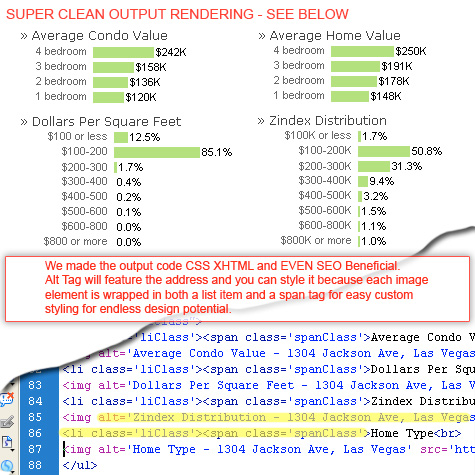 SUPER CLEAN OUTPUT RENDERING - SEE BELOW
» Average Condo Value
4 bedroom $242K
3 bedroom $158K
2 bedroom $136K
1 bedroom $120K
» Average Home Value
4 bedroom $250K
3 bedroom $191K
2 bedroom $178K
1 bedroom $148K
» Dollars Per Square Feet
$100 or less 12.5%
$100-200 85.1%
$200-300 1.7%
$300-400 0.4%
$400-500 0.2%
$500-600 0.1%
$600-800 0.0%
$800 or more 0.0%
» Zindex Distribution
$100K or less 1.7%
$100-200K 50.8%
$200-300K 31.3%
$300-400K 9.4%
$400-500K 3.2%
$500-600K 1.5%
$600-800K 1.1%
$800K or more 1.0%
We made the output code CSS XHTML and EVEN SEO Beneficial.
Alt Tag will feature the address and you can style it because each image
element is wrapped in both a list item and a span tag for easy custom
styling for endless design potential.
'liClass'><span class='spanClass'>Average Condo V
alt='Average Condo Value - 1304 Jackson Ave, Las Vegas
82 <li class='liClass'><span class='spanClass'>Dollars Per Squ
83 <img alt='Dollars Per Square Feet - 1304 Jackson Ave, Las V
84 <li class='liClass'><span class='spanClass'>Zindex Distribu
85 <img alt='Zindex Distribution - 1304 Jackson Ave, Las Vegas
86 <li class='liClass'><span class='spanClass'>Home Type<br>
87 <img alt='Home Type - 1304 Jackson Ave, Las Vegas' src='htt
88 </ul>